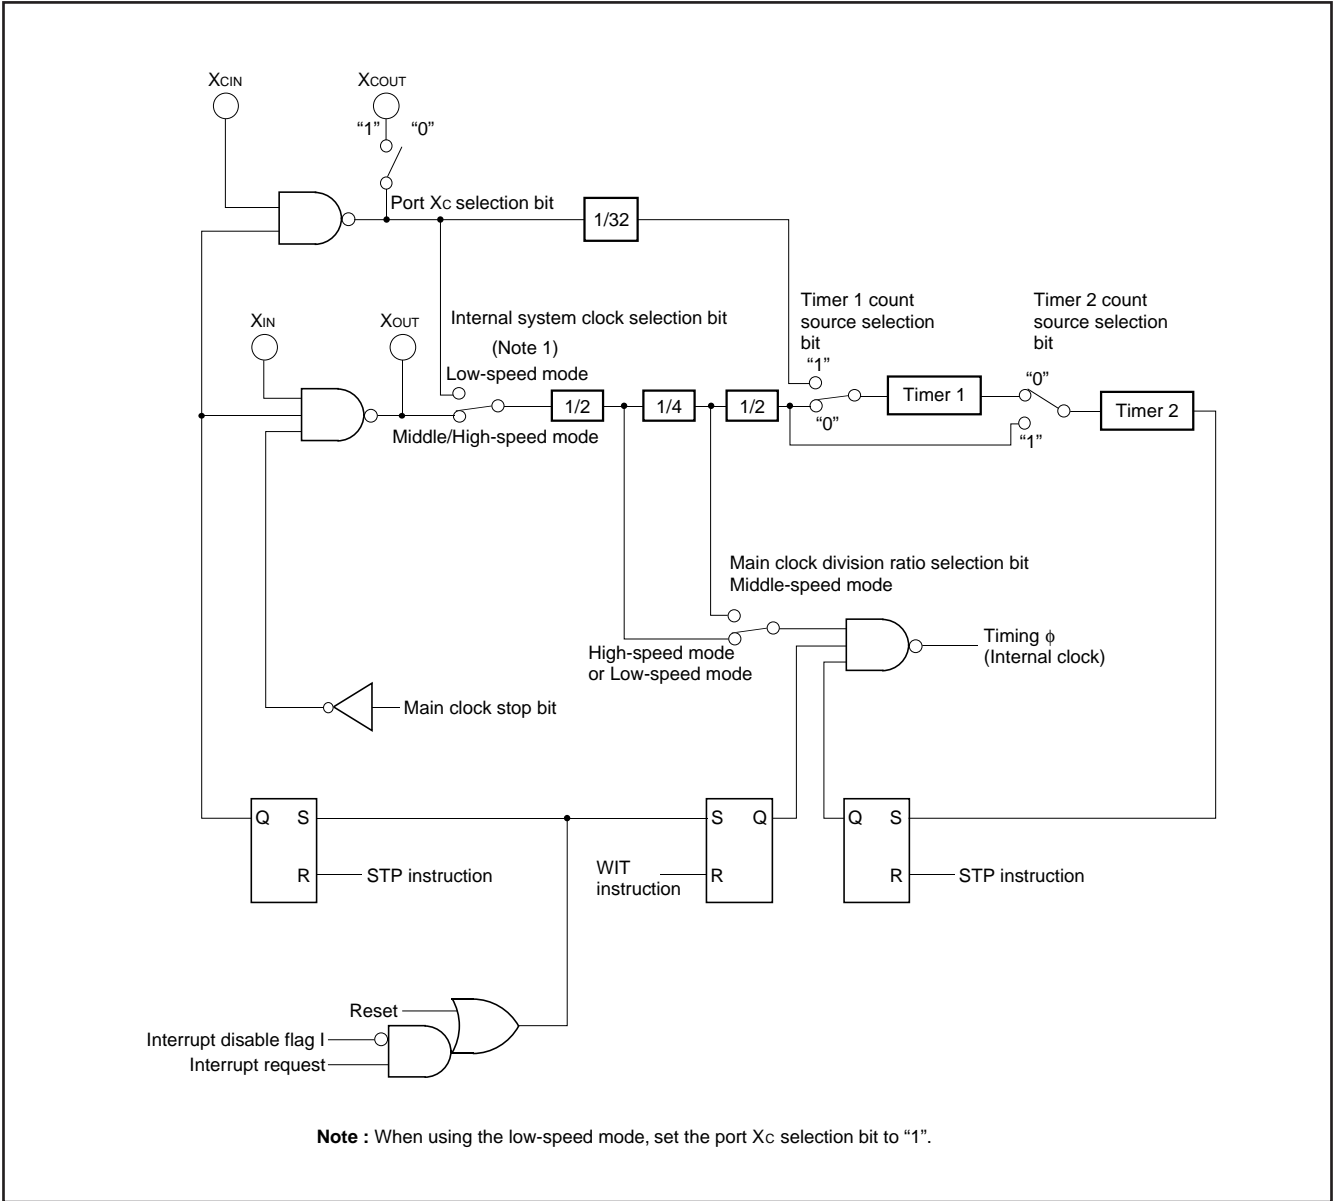 XCIN
XCOUT
“1” “0”
Port XC selection bit
1/32
XIN
XOUT
Internal system clock selection bit
(Note 1)
Low-speed mode
Middle/High-speed mode
1/2
1/4
1/2
Timer 1 count
source selection
bit
“1”
“0”
Timer 1
Timer 2 count
source selection
bit
“0”
“1”
Timer 2
Main clock division ratio selection bit
Middle-speed mode
High-speed mode
or Low-speed mode
Timing ϕ
(Internal clock)
Main clock stop bit
Q S
R
STP instruction
S Q
R
WIT
instruction
Q S
R
STP instruction
Reset
Interrupt disable flag I
Interrupt request
Note : When using the low-speed mode, set the port XC selection bit to “1”.